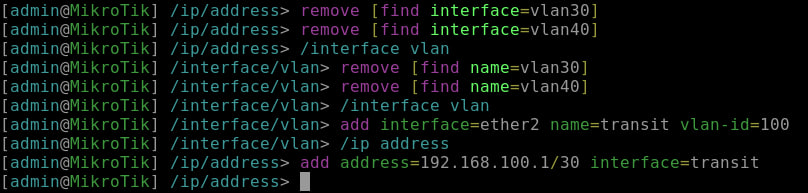 [admin@MikroTik] /ip/address> remove [find interface=vlan30]
[admin@MikroTik] /ip/address> remove [find interface=vlan40]
[admin@MikroTik] /ip/address> /interface vlan
[admin@MikroTik] /interface/vlan> remove [find name=vlan30]
[admin@MikroTik] /interface/vlan> remove [find name=vlan40]
[admin@MikroTik] /interface/vlan> /interface vlan
[admin@MikroTik] /interface/vlan> add interface=ether2 name=transit vlan-id=100
[admin@MikroTik] /interface/vlan> /ip address
[admin@MikroTik] /ip/address> add address=192.168.100.1/30 interface=transit
[admin@MikroTik] /ip/address>